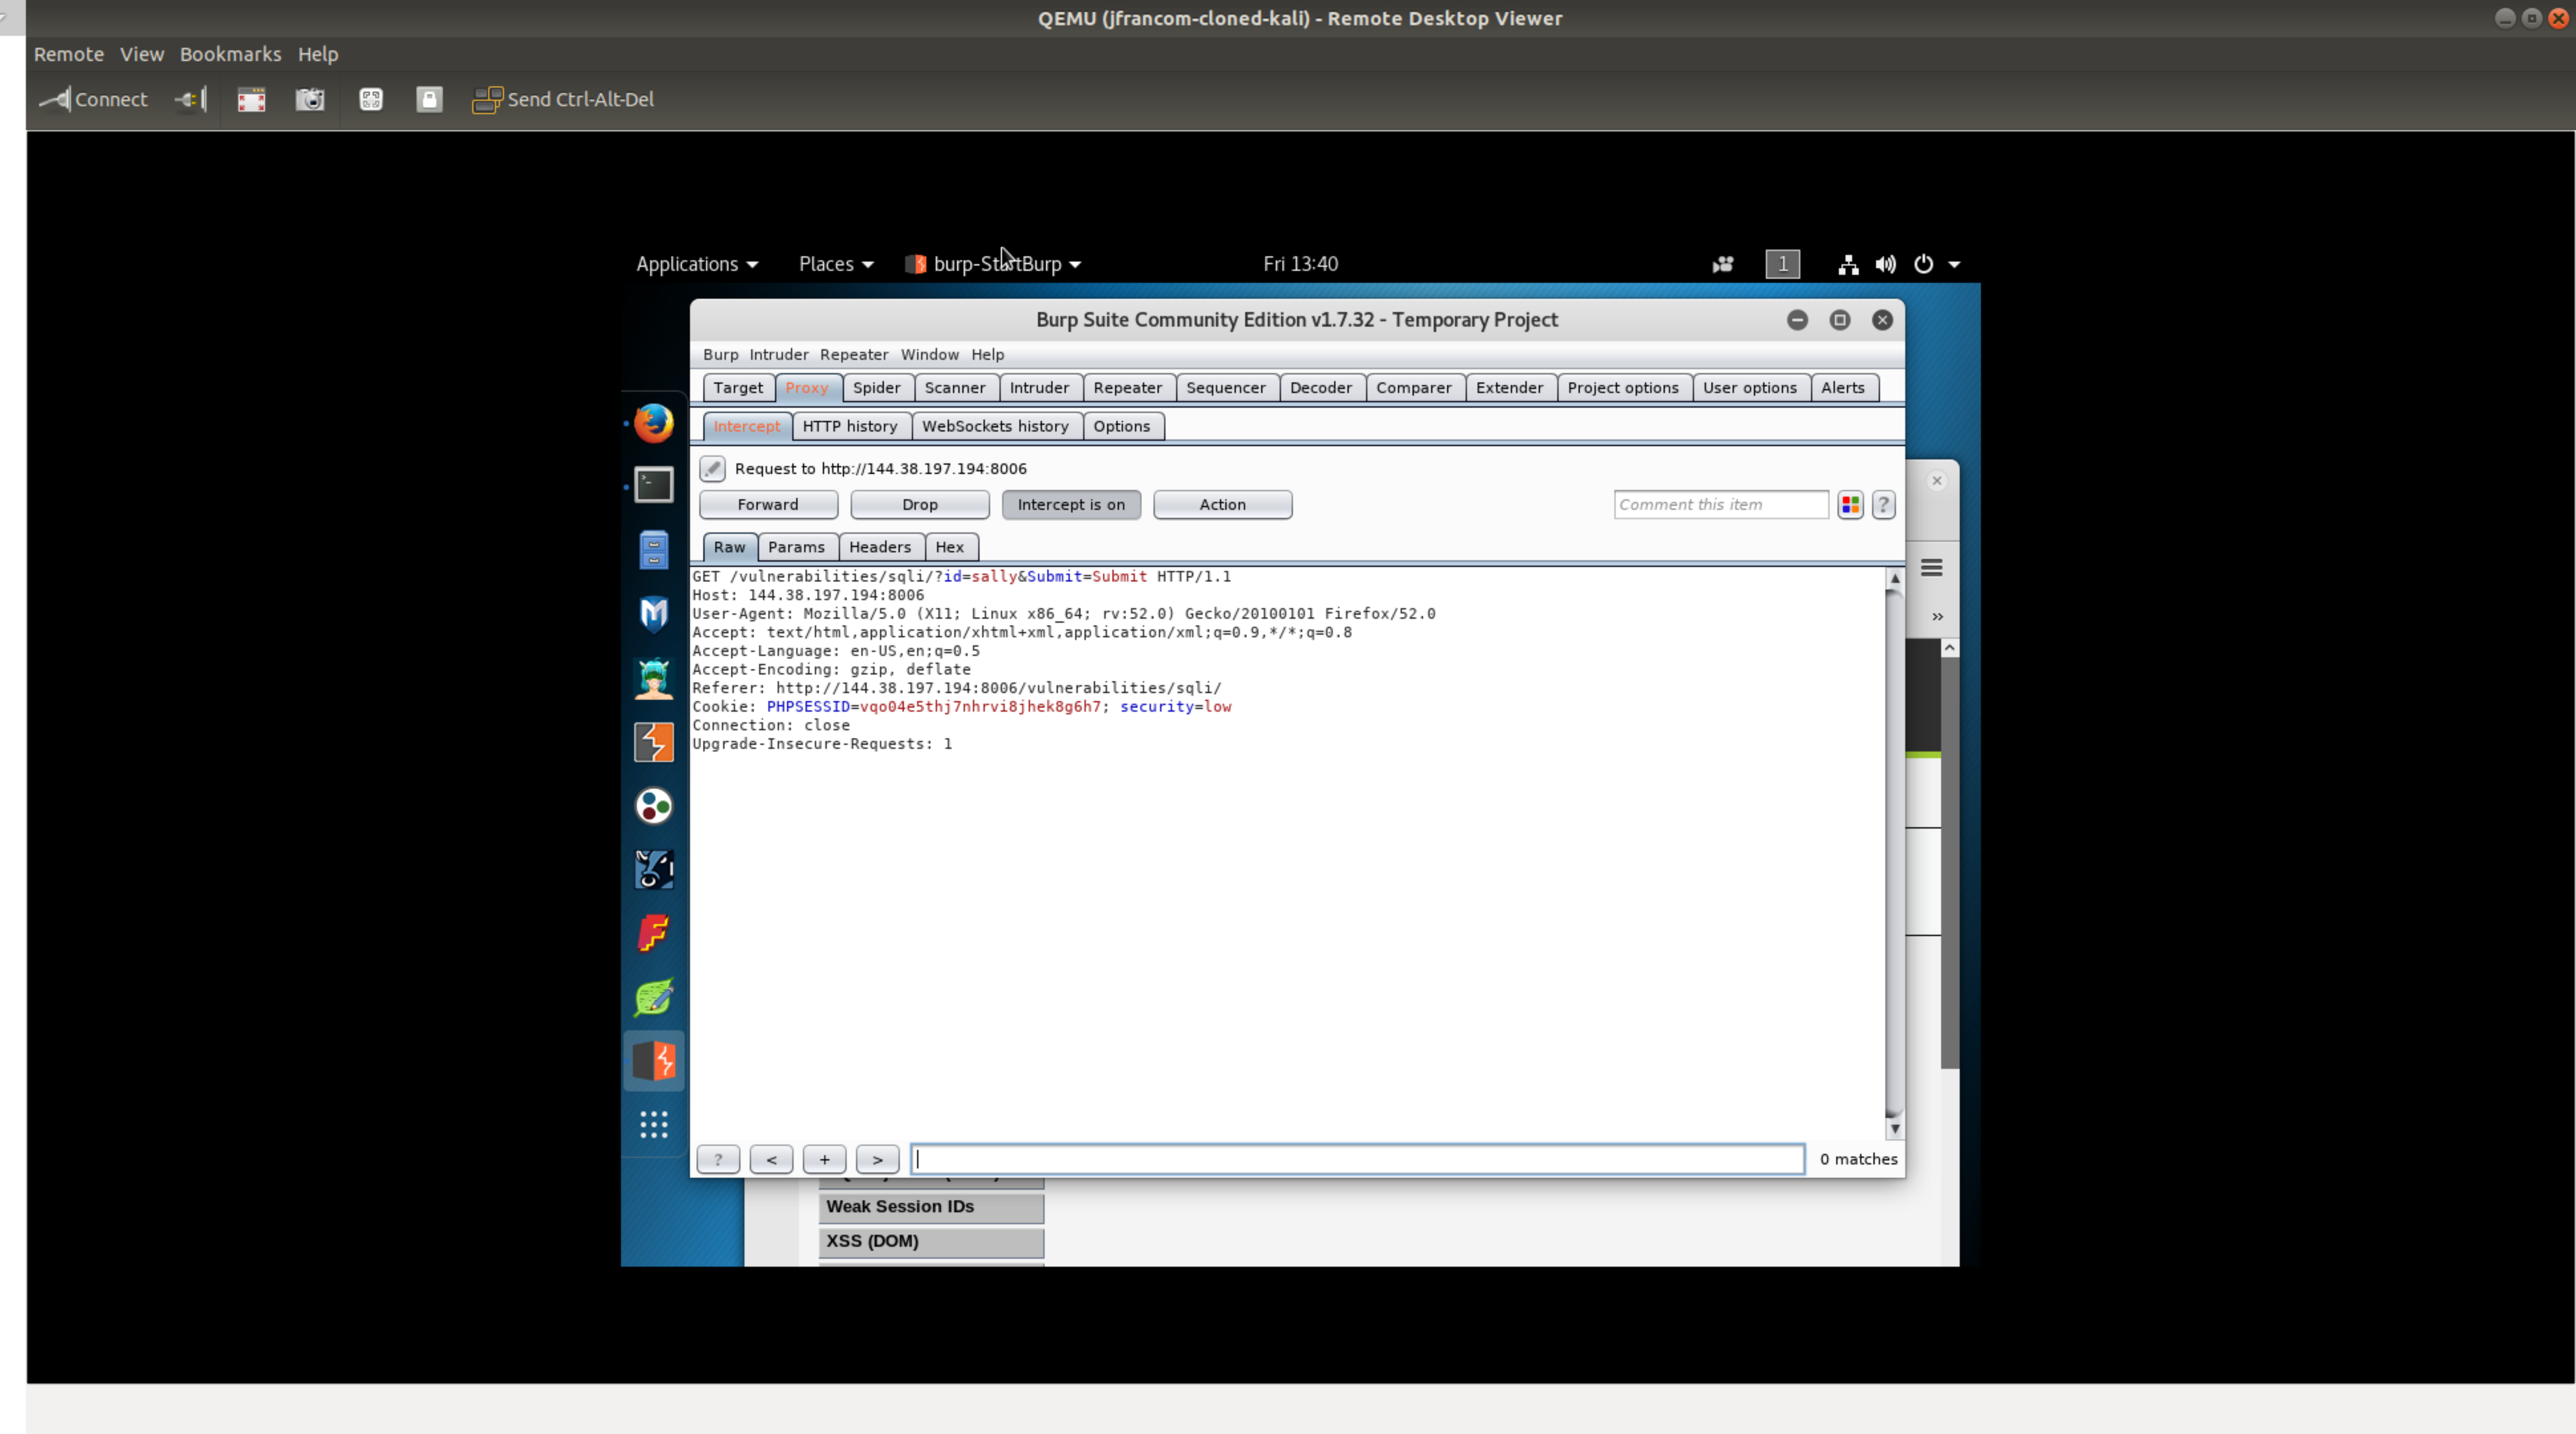 QEMU (jfrancom-cloned-kali) - Remote Desktop Viewer
Remote View Bookmarks Help
Connect Send Ctrl-Alt-Del
Applications Places burp-StartBurp Fri 13:40 1
Burp Suite Community Edition v1.7.32 - Temporary Project
Burp Intruder Repeater Window Help
Target Proxy Spider Scanner Intruder Repeater Sequencer Decoder Comparer Extender Project options User options Alerts
Intercept HTTP history WebSockets history Options
Request to http://144.38.197.194:8006
Forward Drop Intercept is on Action Comment this item ?
Raw Params Headers Hex
GET /vulnerabilities/sqli/?id=sally&Submit=Submit HTTP/1.1
Host: 144.38.197.194:8006
User-Agent: Mozilla/5.0 (X11; Linux x86_64; rv:52.0) Gecko/20100101 Firefox/52.0
Accept: text/html,application/xhtml+xml,application/xml;q=0.9,*/*;q=0.8
Accept-Language: en-US,en;q=0.5
Accept-Encoding: gzip, deflate
Referer: http://144.38.197.194:8006/vulnerabilities/sqli/
Cookie: PHPSESSID=vqo04e5thj7nhrvi8jhek8g6h7; security=low
Connection: close
Upgrade-Insecure-Requests: 1
? < + > 0 matches
Weak Session IDs
XSS (DOM)